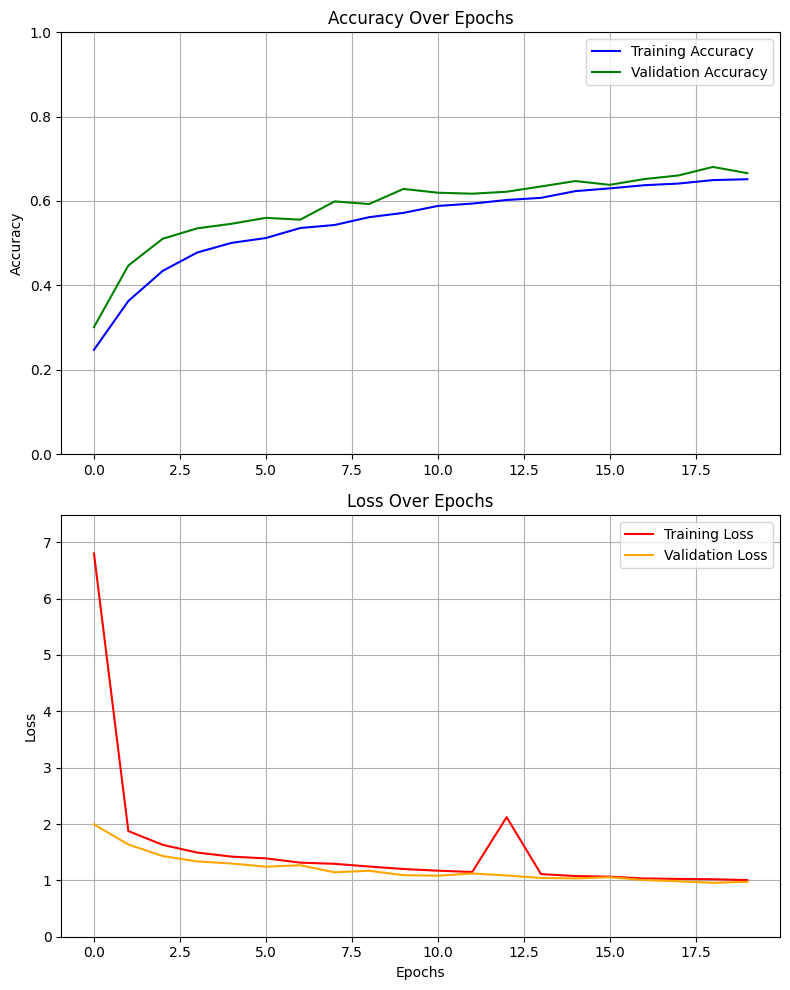 Accuracy Over Epochs
1.0
0.8
0.6
0.4
0.2
0.0
Accuracy
Training Accuracy
Validation Accuracy
0.0 2.5 5.0 7.5 10.0 12.5 15.0 17.5
Loss Over Epochs
7
6
5
4
3
2
1
0
Loss
Training Loss
Validation Loss
0.0 2.5 5.0 7.5 10.0 12.5 15.0 17.5
Epochs